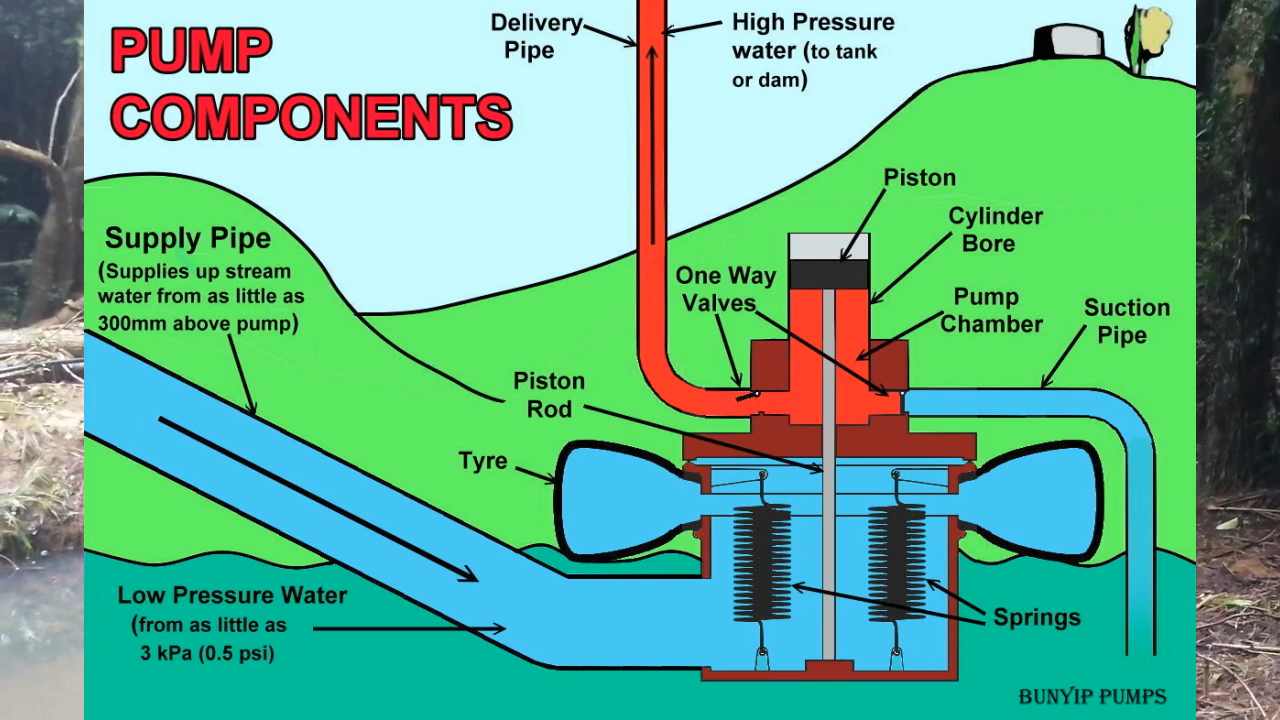 PUMP
COMPONENTS
Delivery
Pipe
High Pressure
water (to tank
or dam)
Supply Pipe
(Supplies up stream
water from as little as
300mm above pump)
Piston
Cylinder
Bore
One Way
Valves
Pump
Chamber
Suction
Pipe
Piston
Rod
Tyre
Low Pressure Water
(from as little as
3 kPa (0.5 psi)
Springs
BUNYIP PUMPS